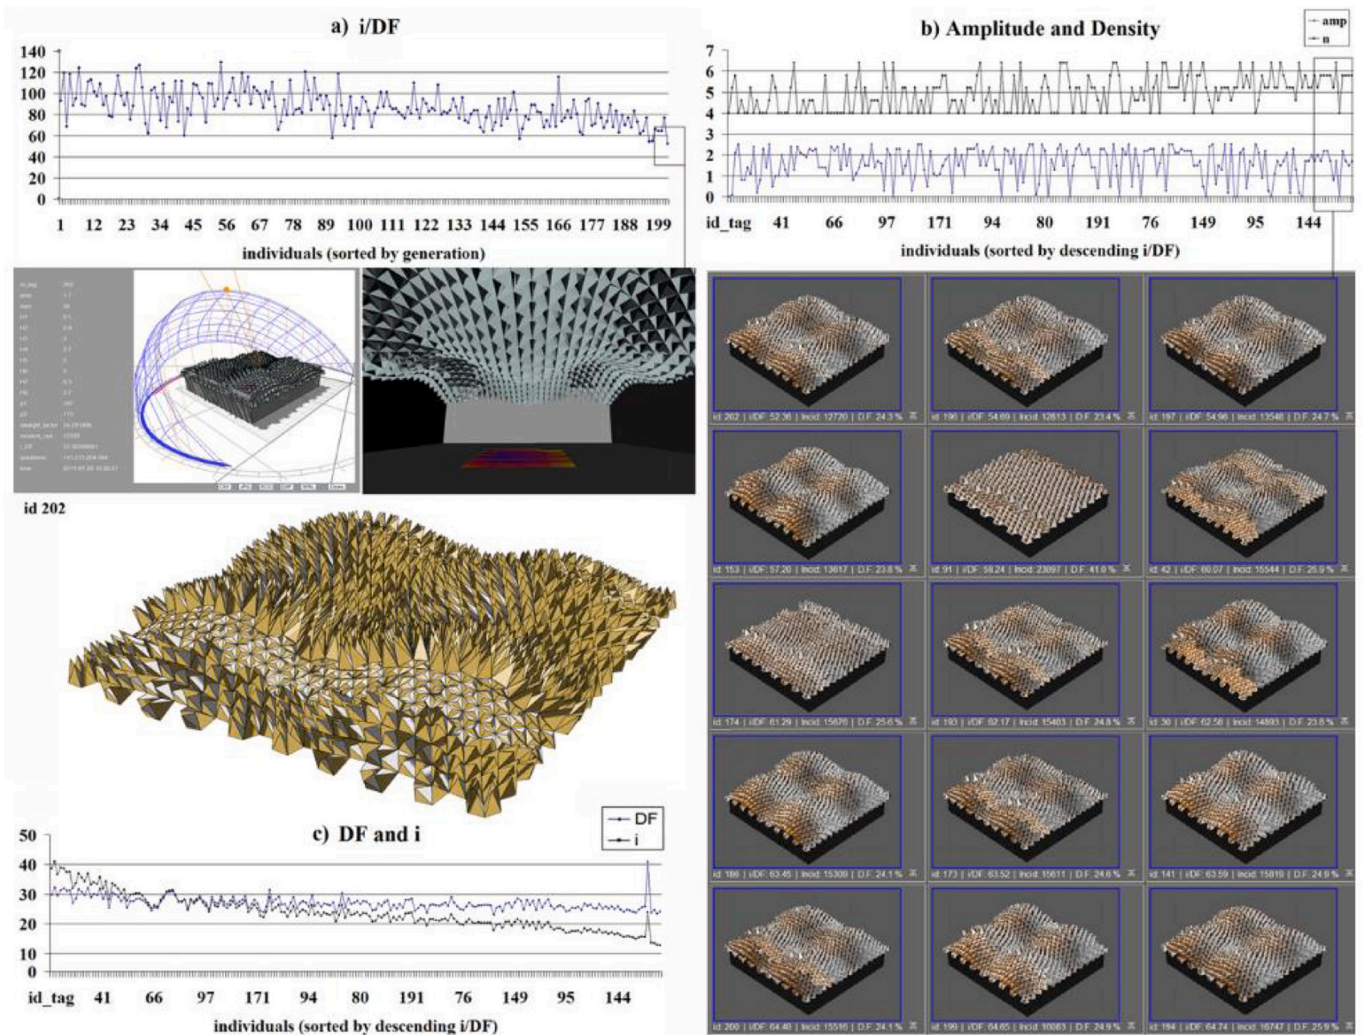 a) i/DF
140
120
100
80
60
40
20
0
1 12 23 34 45 56 67 78 89 100 111 122 133 144 155 166 177 188 199
individuals (sorted by generation)
b) Amplitude and Density
amp
n
7
6
5
4
3
2
1
0
id_tag 41 66 97 171 94 80 191 76 149 95 144
individuals (sorted by descending i/DF)
id 202
id: 202 | i/DF: 52.36 | Incid: 12720 | D.F. 24.3 %
id: 196 | i/DF: 54.69 | Incid: 12813 | D.F. 23.4 %
id: 197 | i/DF: 54.96 | Incid: 13548 | D.F. 24.7 %
id: 153 | i/DF: 57.20 | Incid: 13617 | D.F. 23.8 %
id: 91 | i/DF: 58.24 | Incid: 23897 | D.F. 41.0 %
id: 42 | i/DF: 60.07 | Incid: 15544 | D.F. 25.9 %
id: 174 | i/DF: 61.29 | Incid: 15676 | D.F. 25.6 %
id: 193 | i/DF: 62.17 | Incid: 15403 | D.F. 24.8 %
id: 30 | i/DF: 62.58 | Incid: 14893 | D.F. 23.8 %
id: 186 | i/DF: 63.45 | Incid: 15309 | D.F. 24.1 %
id: 173 | i/DF: 63.52 | Incid: 15611 | D.F. 24.6 %
id: 141 | i/DF: 63.59 | Incid: 15819 | D.F. 24.9 %
id: 200 | i/DF: 64.40 | Incid: 15516 | D.F. 24.1 %
id: 199 | i/DF: 64.65 | Incid: 16083 | D.F. 24.9 %
id: 194 | i/DF: 64.74 | Incid: 16747 | D.F. 25.9 %
c) DF and i
DF
i
50
40
30
20
10
0
id_tag 41 66 97 171 94 80 191 76 149 95 144
individuals (sorted by descending i/DF)